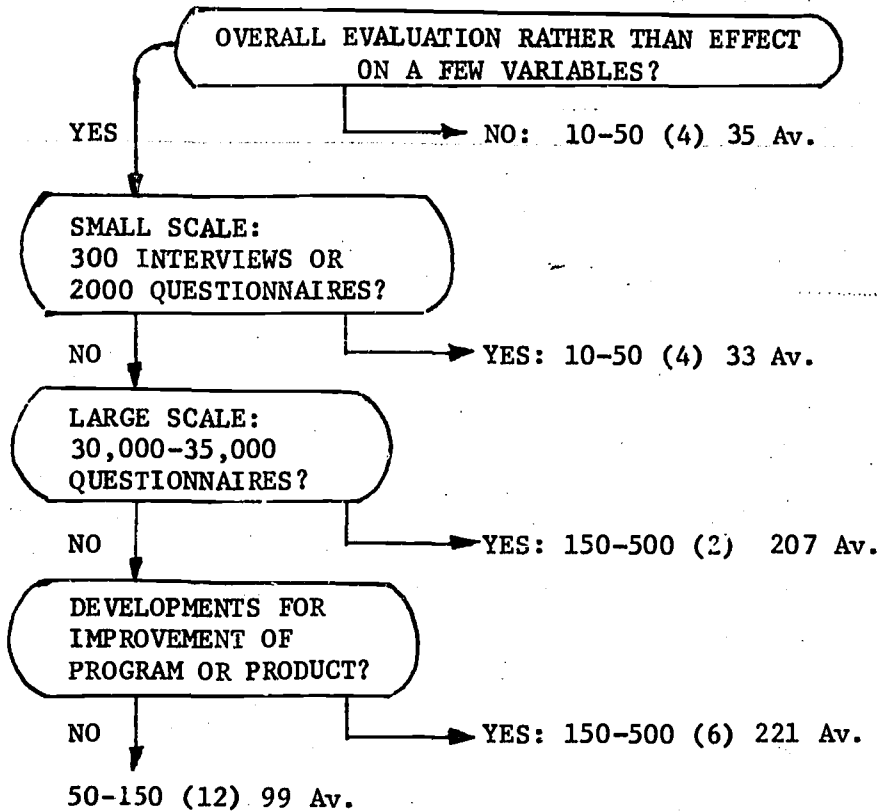 OVERALL EVALUATION RATHER THAN EFFECT
ON A FEW VARIABLES?
YES
NO: 10-50 (4) 35 Av.
SMALL SCALE:
300 INTERVIEWS OR
2000 QUESTIONNAIRES?
NO
YES: 10-50 (4) 33 Av.
LARGE SCALE:
30,000-35,000
QUESTIONNAIRES?
NO
YES: 150-500 (2) 207 Av.
DEVELOPMENTS FOR
IMPROVEMENT OF
PROGRAM OR PRODUCT?
NO
YES: 150-500 (6) 221 Av.
50-150 (12) 99 Av.